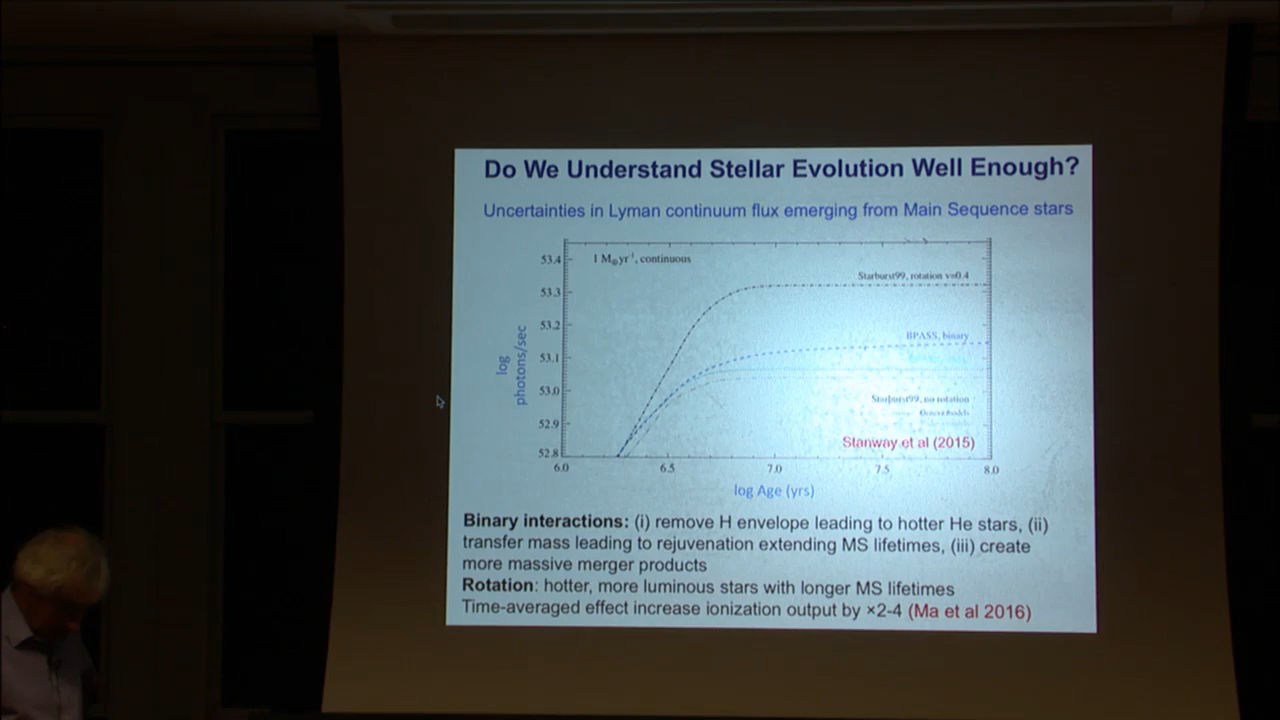 Do We Understand Stellar Evolution Well Enough?
Uncertainties in Lyman continuum flux emerging from Main Sequence stars
53.4
1 M⊙yr⁻¹, continuous
Starburst99, rotation v=0.4
53.3
53.2
BPASS, binary
53.1
log
photons/sec
53.0
Starburst99, no rotation
Geneva models
52.9
Stanway et al (2015)
52.8
6.0
6.5
7.0
7.5
8.0
log Age (yrs)
Binary interactions: (i) remove H envelope leading to hotter He stars, (ii)
transfer mass leading to rejuvenation extending MS lifetimes, (iii) create
more massive merger products
Rotation: hotter, more luminous stars with longer MS lifetimes
Time-averaged effect increase ionization output by ×2-4 (Ma et al 2016)